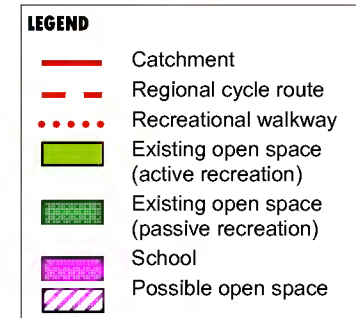 LEGEND
Catchment
Regional cycle route
Recreational walkway
Existing open space
(active recreation)
Existing open space
(passive recreation)
School
Possible open space